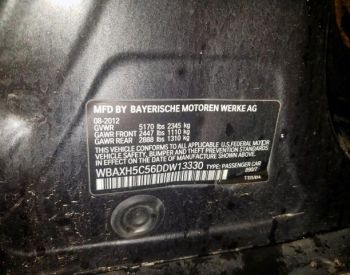 MFD BY BAYERISCHE MOTOREN WERKE AG
08-2012
GVWR 5170 lbs 2345 kg
GAWR FRONT 2447 lbs 1110 kg
GAWR REAR 2888 lbs 1310 kg
THIS VEHICLE CONFORMS TO ALL APPLICABLE U.S. FEDERAL MOTOR
VEHICLE SAFETY, BUMPER, AND THEFT PREVENTION STANDARDS
IN EFFECT ON THE DATE OF MANUFACTURE SHOWN ABOVE.
WBAXH5C56DDW13330 TYPE: PASSENGER CAR